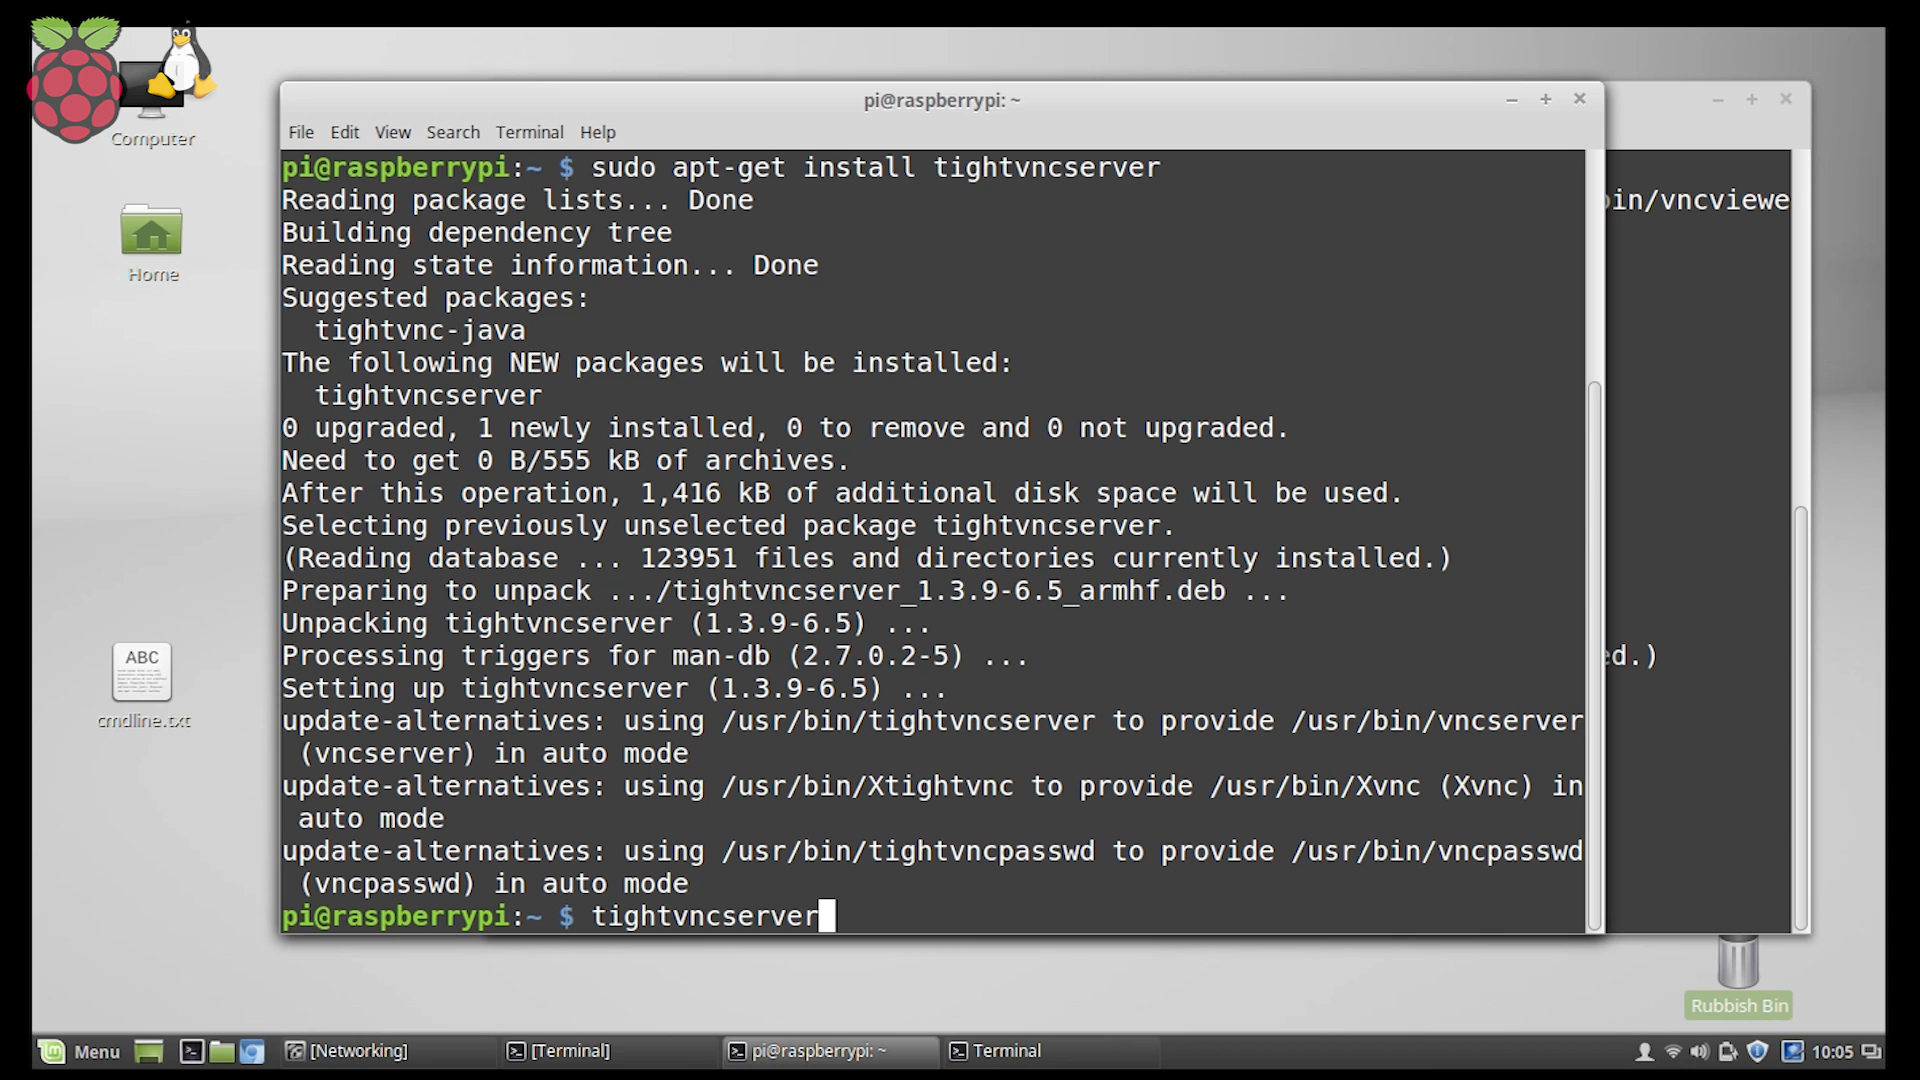 pi@raspberrypi: ~
File Edit View Search Terminal Help
pi@raspberrypi:~ $ sudo apt-get install tightvncserver
Reading package lists... Done
Building dependency tree
Reading state information... Done
Suggested packages:
  tightvnc-java
The following NEW packages will be installed:
  tightvncserver
0 upgraded, 1 newly installed, 0 to remove and 0 not upgraded.
Need to get 0 B/555 kB of archives.
After this operation, 1,416 kB of additional disk space will be used.
Selecting previously unselected package tightvncserver.
(Reading database ... 123951 files and directories currently installed.)
Preparing to unpack .../tightvncserver_1.3.9-6.5_armhf.deb ...
Unpacking tightvncserver (1.3.9-6.5) ...
Processing triggers for man-db (2.7.0.2-5) ...
Setting up tightvncserver (1.3.9-6.5) ...
update-alternatives: using /usr/bin/tightvncserver to provide /usr/bin/vncserver
 (vncserver) in auto mode
update-alternatives: using /usr/bin/Xtightvnc to provide /usr/bin/Xvnc (Xvnc) in
 auto mode
update-alternatives: using /usr/bin/tightvncpasswd to provide /usr/bin/vncpasswd
 (vncpasswd) in auto mode
pi@raspberrypi:~ $ tightvncserver
bin/vncviewe
ed.)
Computer
Home
ABC
cmdline.txt
Rubbish Bin
Menu [Networking] [Terminal] pi@raspberrypi: ~ Terminal 10:05